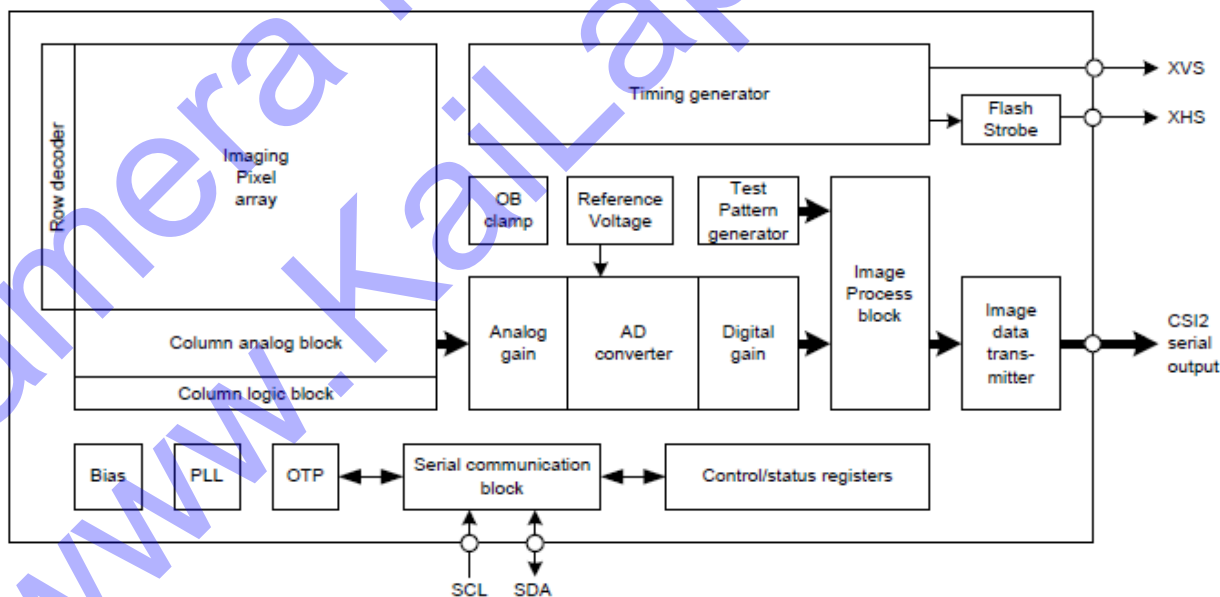 Row decoder
Imaging
Pixel
array
Column analog block
Column logic block
Timing generator
Flash
Strobe
XVS
XHS
OB
clamp
Reference
Voltage
Test
Pattern
generator
Image
Process
block
Analog
gain
AD
converter
Digital
gain
Image
data
trans-
mitter
CSI2
serial
output
Bias
PLL
OTP
Serial communication
block
Control/status registers
SCL
SDA